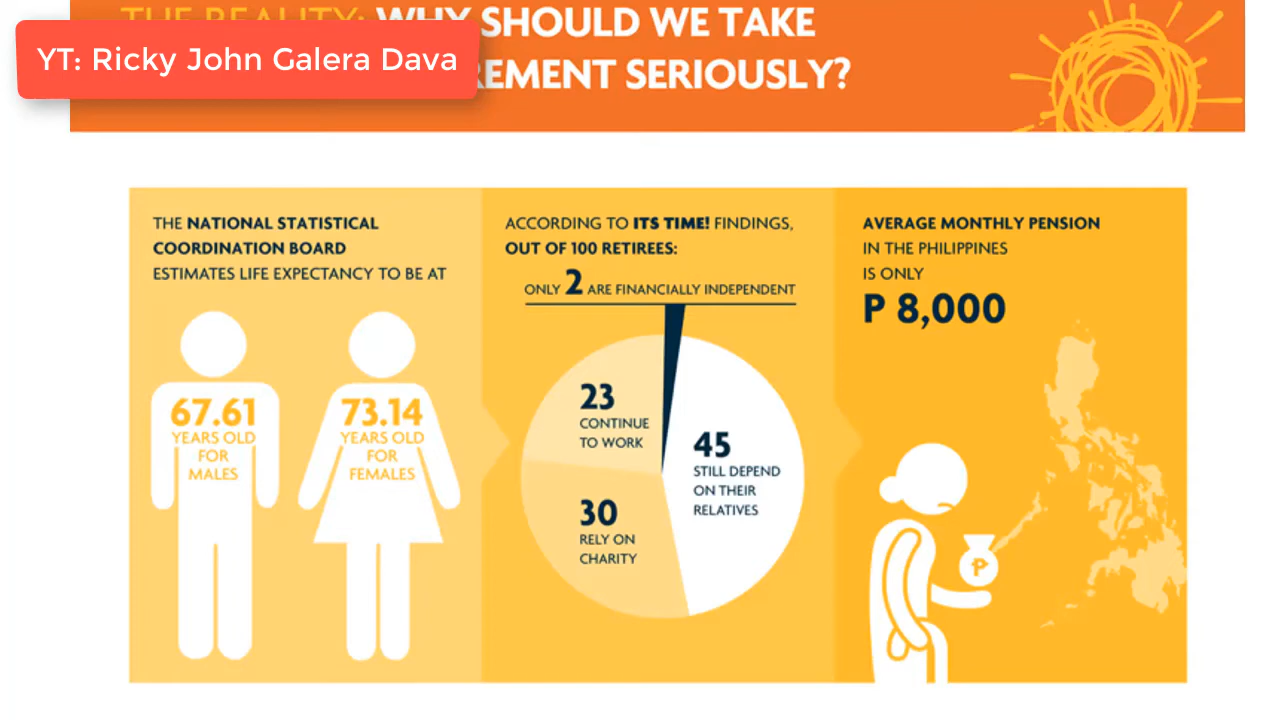 THE REALITY: WHY SHOULD WE TAKE
YT: Ricky John Galera Dava
REMENT SERIOUSLY?
THE NATIONAL STATISTICAL
COORDINATION BOARD
ESTIMATES LIFE EXPECTANCY TO BE AT
67.61
YEARS OLD
FOR
MALES
73.14
YEARS OLD
FOR
FEMALES
ACCORDING TO ITS TIME! FINDINGS,
OUT OF 100 RETIREES:
ONLY 2 ARE FINANCIALLY INDEPENDENT
23
CONTINUE
TO WORK
45
STILL DEPEND
ON THEIR
RELATIVES
30
RELY ON
CHARITY
AVERAGE MONTHLY PENSION
IN THE PHILIPPINES
IS ONLY
P 8,000
₱